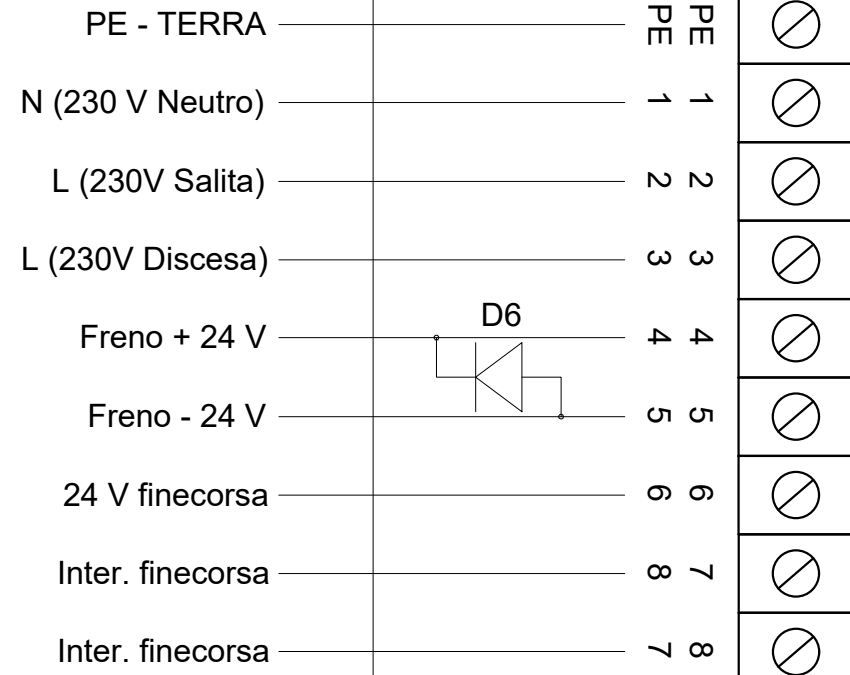 PE - TERRA PE PE
N (230 V Neutro) 1 1
L (230V Salita) 2 2
L (230V Discesa) 3 3
D6
Freno + 24 V 4 4
Freno - 24 V 5 5
24 V finecorsa 6 6
Inter. finecorsa 8 7
Inter. finecorsa 7 8